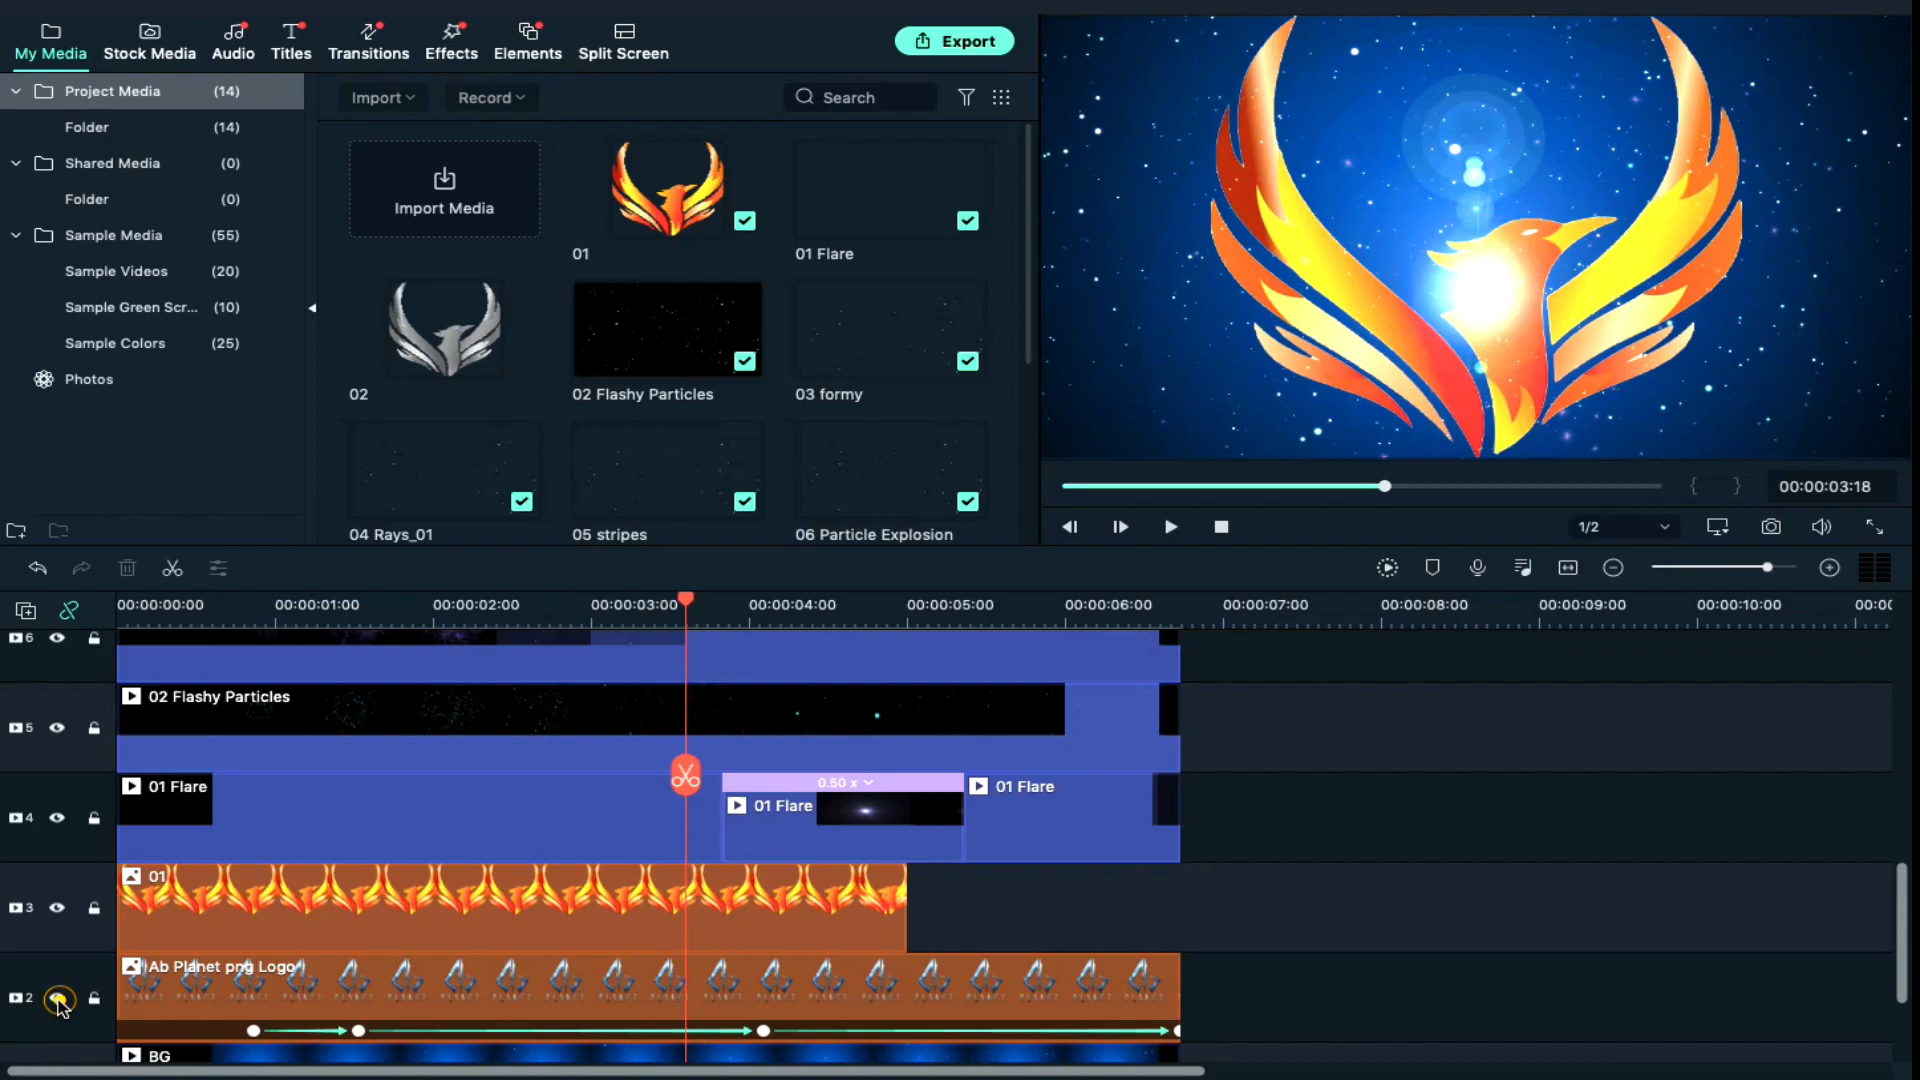 My Media
Stock Media
Audio
Titles
Transitions
Effects
Elements
Split Screen
Export
Project Media (14)
Folder (14)
Shared Media (0)
Folder (0)
Sample Media (55)
Sample Videos (20)
Sample Green Scr... (10)
Sample Colors (25)
Photos
Import
Record
Search
Import Media
01
01 Flare
02
02 Flashy Particles
03 formy
04 Rays_01
05 stripes
06 Particle Explosion
00:00:03:18
1/2
00:00:00:00
00:00:01:00
00:00:02:00
00:00:03:00
00:00:04:00
00:00:05:00
00:00:06:00
00:00:07:00
00:00:08:00
00:00:09:00
00:00:10:00
6
5
02 Flashy Particles
4
01 Flare
0.50 x
01 Flare
01 Flare
3
01
2
Ab Planet png Logo
BG